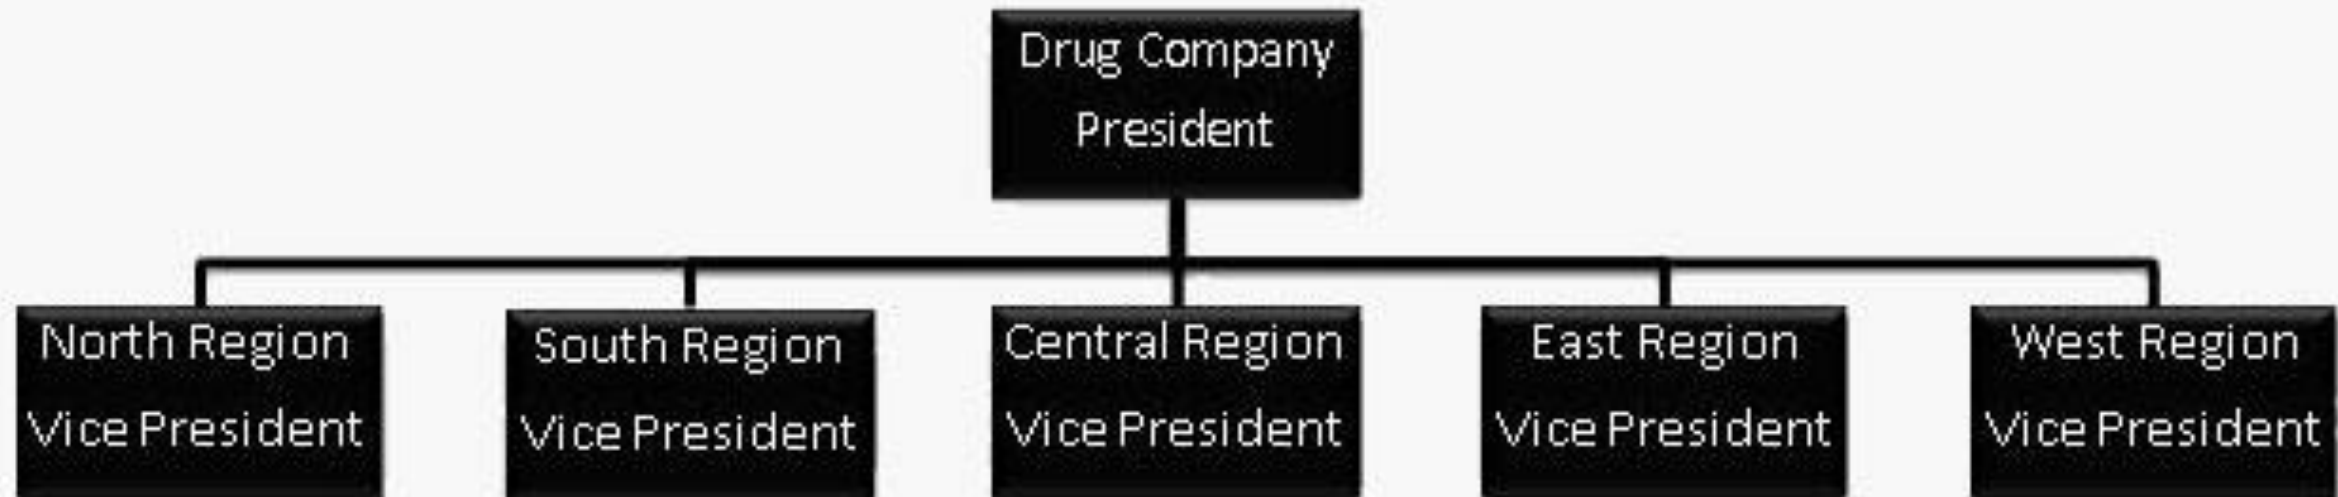 Drug Company
President
North Region
Vice President
South Region
Vice President
Central Region
Vice President
East Region
Vice President
West Region
Vice President